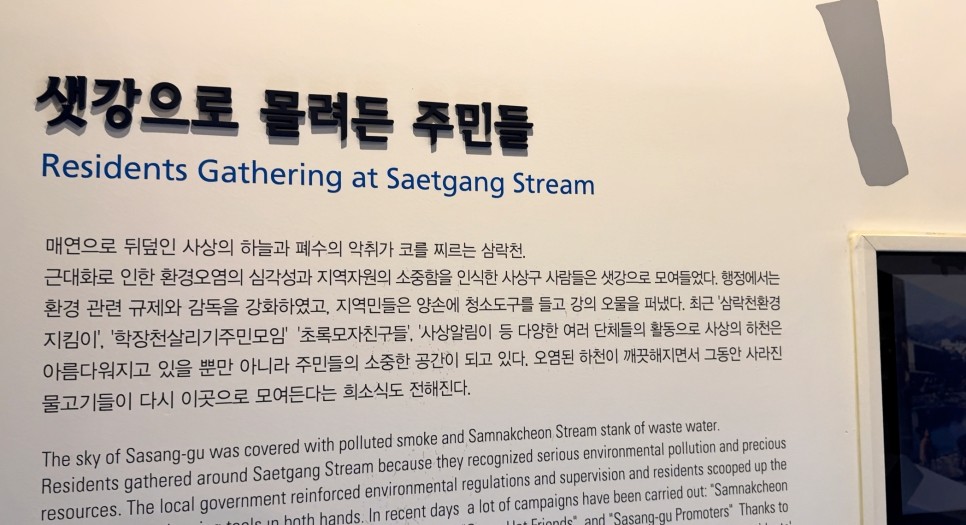 샛강으로 몰려든 주민들
Residents Gathering at Saetgang Stream
매연으로 뒤덮인 사상의 하늘과 폐수의 악취가 코를 찌르는 삼락천.
근대화로 인한 환경오염의 심각성과 지역자원의 소중함을 인식한 사상구 사람들은 샛강으로 모여들었다. 행정에서는
환경 관련 규제와 감독을 강화하였고, 지역민들은 양손에 청소도구를 들고 강의 오물을 퍼냈다. 최근 '삼락천환경
지킴이', '학장천살리기주민모임' '초록모자친구들', '사상알림이 등 다양한 여러 단체들의 활동으로 사상의 하천은
아름다워지고 있을 뿐만 아니라 주민들의 소중한 공간이 되고 있다. 오염된 하천이 깨끗해지면서 그동안 사라진
물고기들이 다시 이곳으로 모여든다는 희소식도 전해진다.
The sky of Sasang-gu was covered with polluted smoke and Samnakcheon Stream stank of waste water.
Residents gathered around Saetgang Stream because they recognized serious environmental pollution and precious
resources. The local government reinforced environmental regulations and supervision and residents scooped up the
tools in both hands. In recent days a lot of campaigns have been carried out: "Samnakcheon
Hat Friends", and "Sasang-gu Promoters" Thanks to